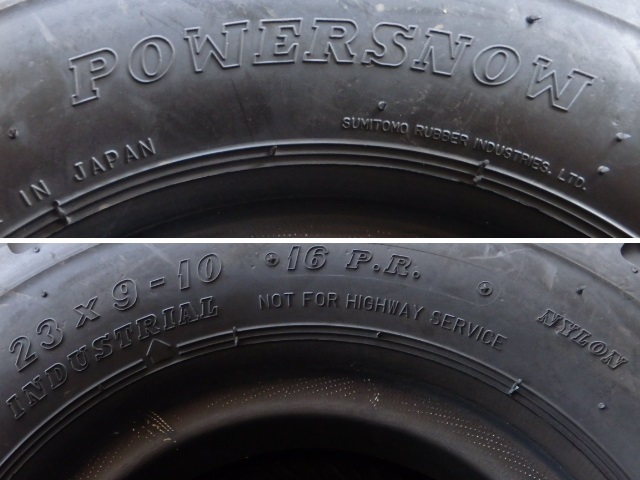 POWERSNOW
IN JAPAN
SUMITOMO RUBBER INDUSTRIES. LTD.
23 x 9 - 10 16 P.R. NYLON
INDUSTRIAL NOT FOR HIGHWAY SERVICE